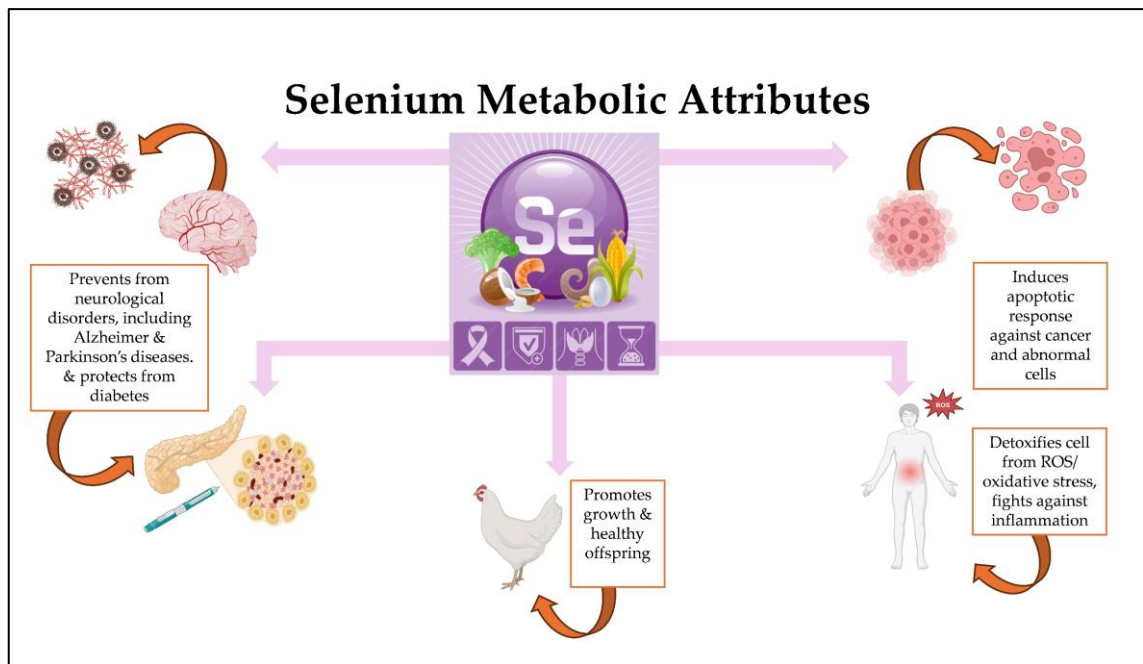 Selenium Metabolic Attributes
Se
Prevents from
neurological
disorders, including
Alzheimer &
Parkinson's diseases.
& protects from
diabetes
Induces
apoptotic
response
against cancer
and abnormal
cells
ROS
Detoxifies cell
from ROS/
oxidative stress,
fights against
inflammation
Promotes
growth &
healthy
offspring